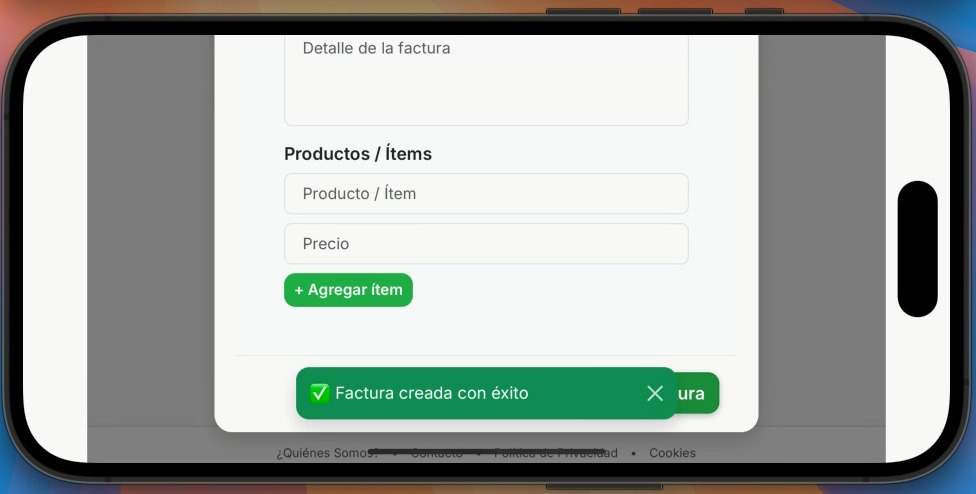 Detalle de la factura
Productos / Ítems
Producto / Ítem
Precio
+ Agregar ítem
✅ Factura creada con éxito
ura
¿Quiénes Somos? • Contacto • Política de Privacidad • Cookies